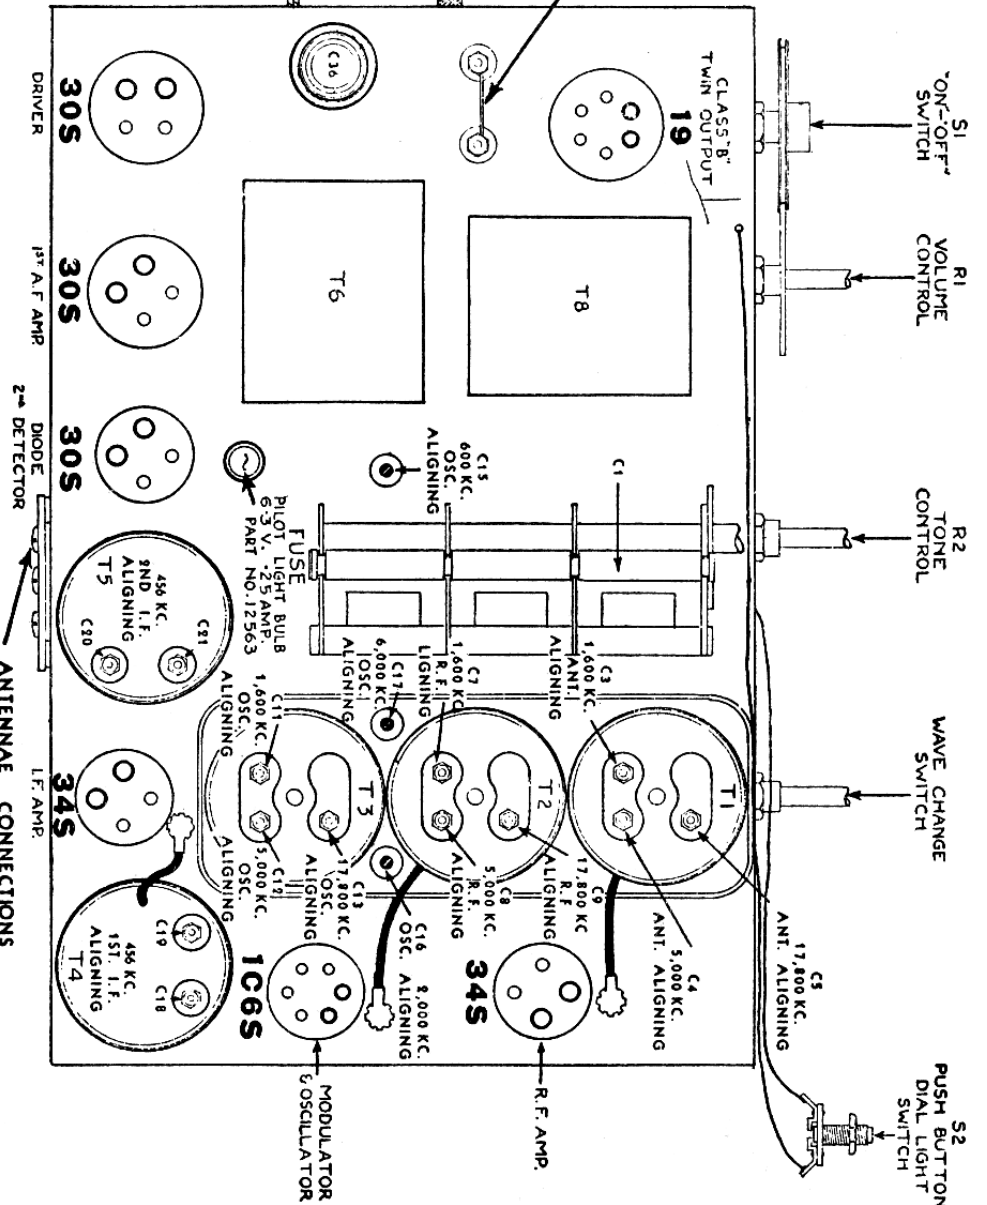 S1
"ON"-"OFF"
SWITCH
R1
VOLUME
CONTROL
R2
TONE
CONTROL
WAVE CHANGE
SWITCH
S2
PUSH BUTTON
DIAL LIGHT
SWITCH
CLASS "B"
TWIN OUTPUT
19
C36
T8
T6
C1
C15
600 KC.
OSC.
ALIGNING
FUSE
PILOT LIGHT BULB
6·3 V. ·25 AMP.
PART NO. 12563
30S
DRIVER
30S
1ST A.F AMP.
30S
DIODE
2ND DETECTOR
T1
C3
1,600 KC.
ANT.
ALIGNING
C5
17,800 KC.
ANT. ALIGNING
C4
5,000 KC.
ANT. ALIGNING
T2
C7
1,600 KC
R.F.
LIGNING
C9
17,800 KC
R.F
ALIGNING
C8
5,000 KC.
R.F.
ALIGNING
T3
C17
6,000 KC.
OSC.
ALIGNING
C11
1,600 KC.
OSC.
ALIGNING
C13
17,800 KC.
OSC.
ALIGNING
C12
5,000 KC.
OSC.
ALIGNING
C16
2,000 KC.
OSC. ALIGNING
456 KC.
2ND I.F.
ALIGNING
T5
C21
C20
34S
I.F. AMP.
456 KC.
1ST. I.F.
ALIGNING
T4
C19
C18
1C6S
MODULATOR
& OSCILLATOR
34S
R.F. AMP.
ANTENNAE CONNECTIONS